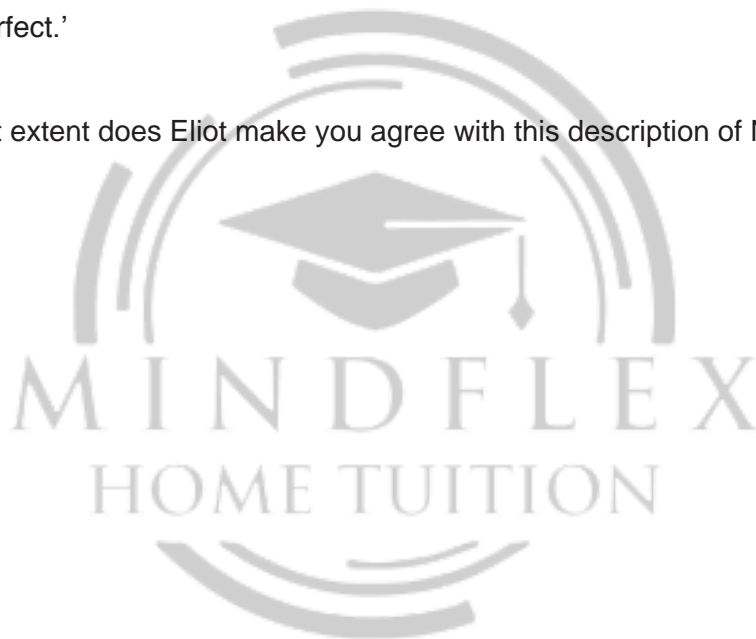 rfect.’
t extent does Eliot make you agree with this description of
MINDFLEX
HOME TUITION